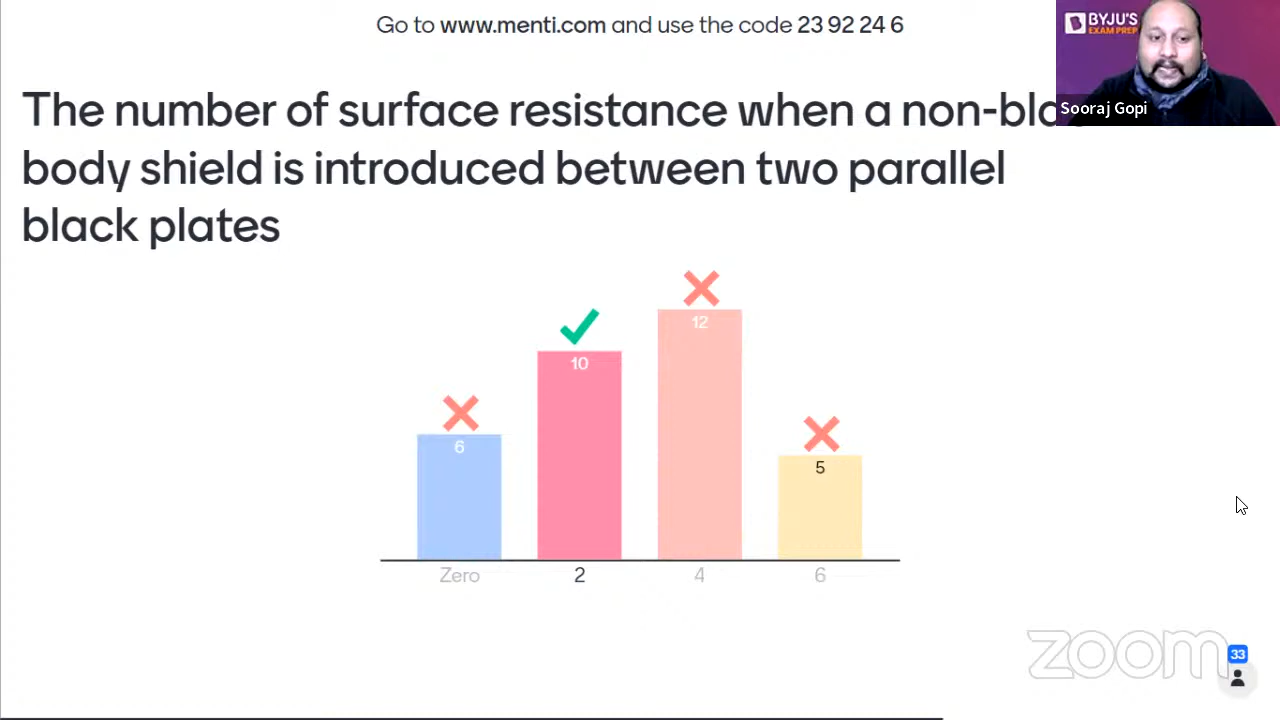 Go to www.menti.com and use the code 23 92 24 6
BYJU'S
EXAM PREP
Sooraj Gopi
The number of surface resistance when a
body shield is introduced between two parallel
black plates
6
10
12
5
Zero
2
4
6
zoom
33